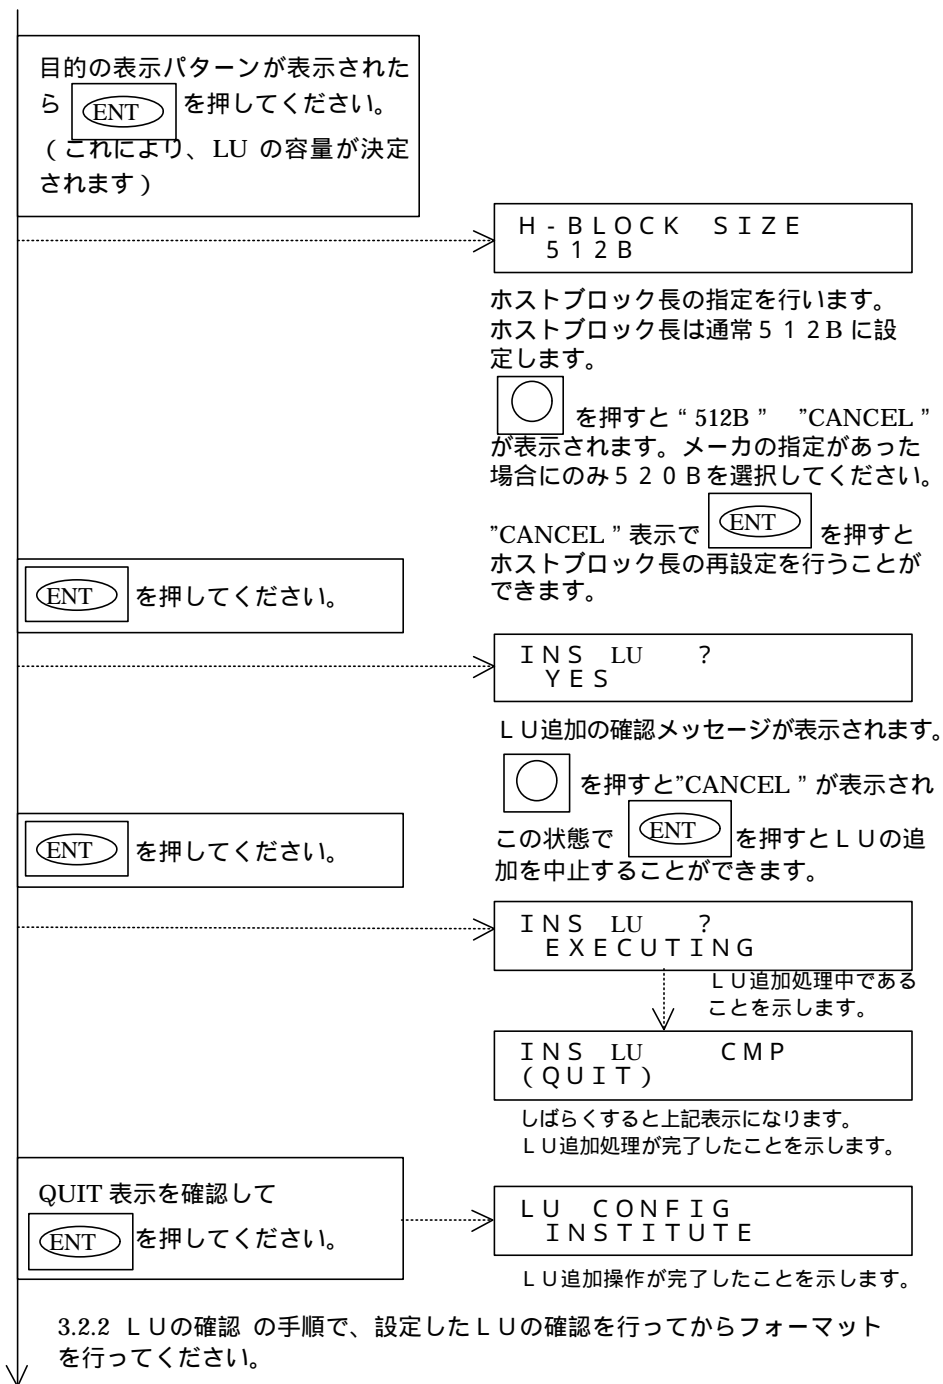 目的の表示パターンが表示された
ら ENT を押してください。
(これにより、LU の容量が決定
されます)
H-BLOCK SIZE
512B
ホストブロック長の指定を行います。
ホストブロック長は通常５１２B に設
定します。
を押すと “ 512B ” ”CANCEL ”
が表示されます。メーカの指定があった
場合にのみ５２０Ｂを選択してください。
”CANCEL ” 表示で ENT を押すと
ホストブロック長の再設定を行うことが
できます。
ENT を押してください。
ＩＮＳ LU ？
ＹＥＳ
ＬＵ追加の確認メッセージが表示されます。
を押すと”CANCEL ” が表示され
この状態で ENT を押すとＬＵの追
加を中止することができます。
ENT を押してください。
ＩＮＳ LU ？
ＥＸＥＣＵＴＩＮＧ
ＬＵ追加処理中である
ことを示します。
ＩＮＳ LU ＣＭＰ
(ＱＵＩＴ)
しばらくすると上記表示になります。
ＬＵ追加処理が完了したことを示します。
QUIT 表示を確認して
ENT を押してください。
ＬＵ ＣＯＮＦＩＧ
ＩＮＳＴＩＴＵＴＥ
ＬＵ追加操作が完了したことを示します。
3.2.2 ＬＵの確認 の手順で、設定したＬＵの確認を行ってからフォーマット
を行ってください。